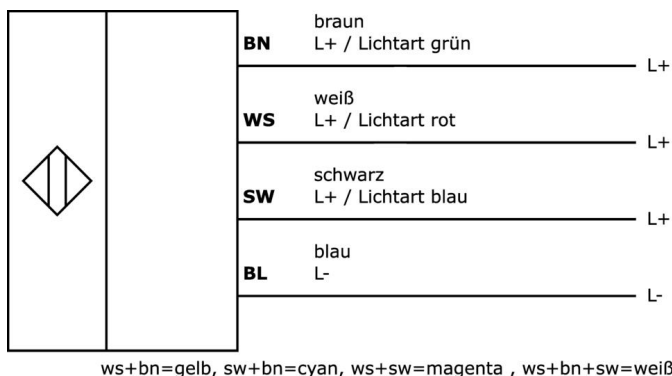 braun
BN L+ / Lichtart grün
L+
weiß
WS L+ / Lichtart rot
L+
schwarz
SW L+ / Lichtart blau
L+
blau
BL L-
L-
ws+bn=gelb, sw+bn=cyan, ws+sw=magenta , ws+bn+sw=weiß